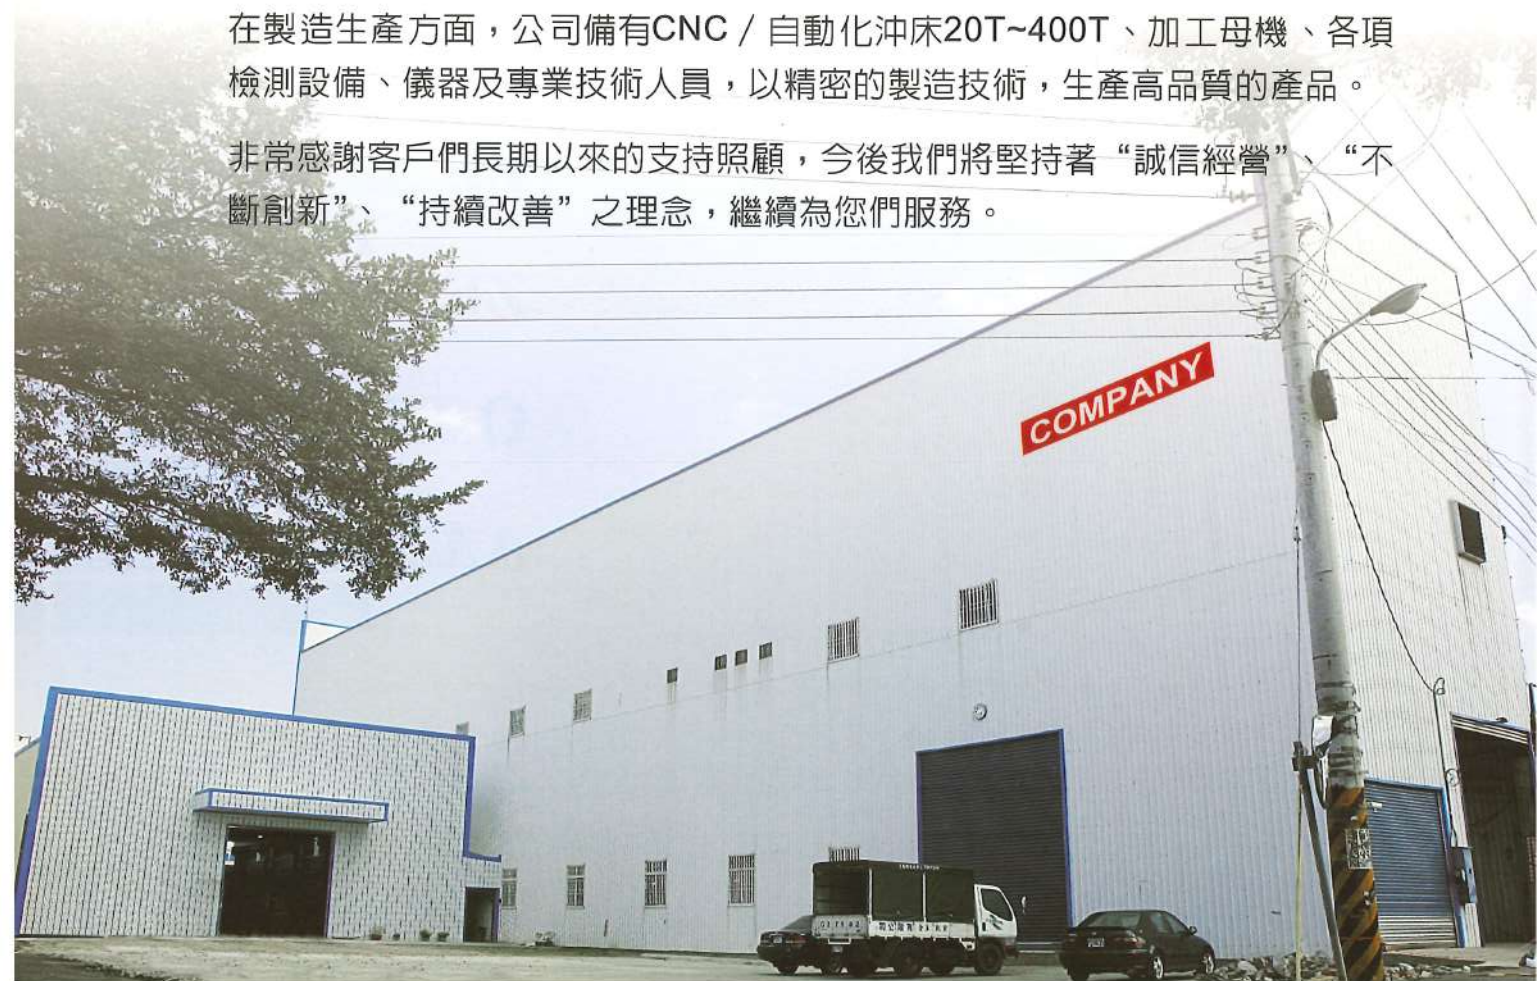 在製造生產方面，公司備有CNC／自動化沖床20T~400T、加工母機、各項
檢測設備、儀器及專業技術人員，以精密的製造技術，生產高品質的產品。
非常感謝客戶們長期以來的支持照顧，今後我們將堅持著“誠信經營”、“不
斷創新”、“持續改善”之理念，繼續為您們服務。
COMPANY